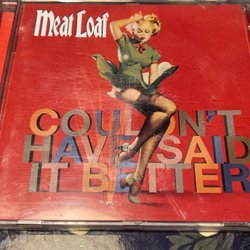 Meat Loaf
COULDN'T
HAVE SAID
IT BETTER